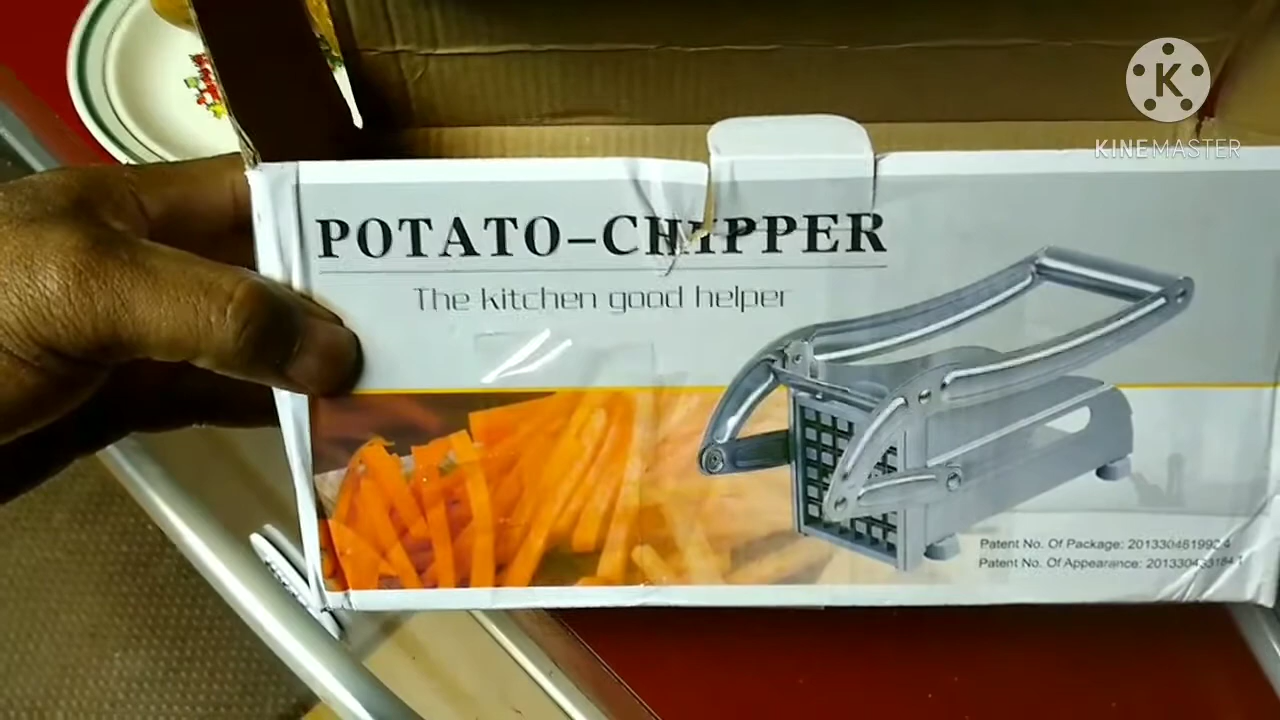 K
KINEMASTER
POTATO-CHIPPER
The kitchen good helper
Patent No. Of Package:
Patent No. Of Appearance: